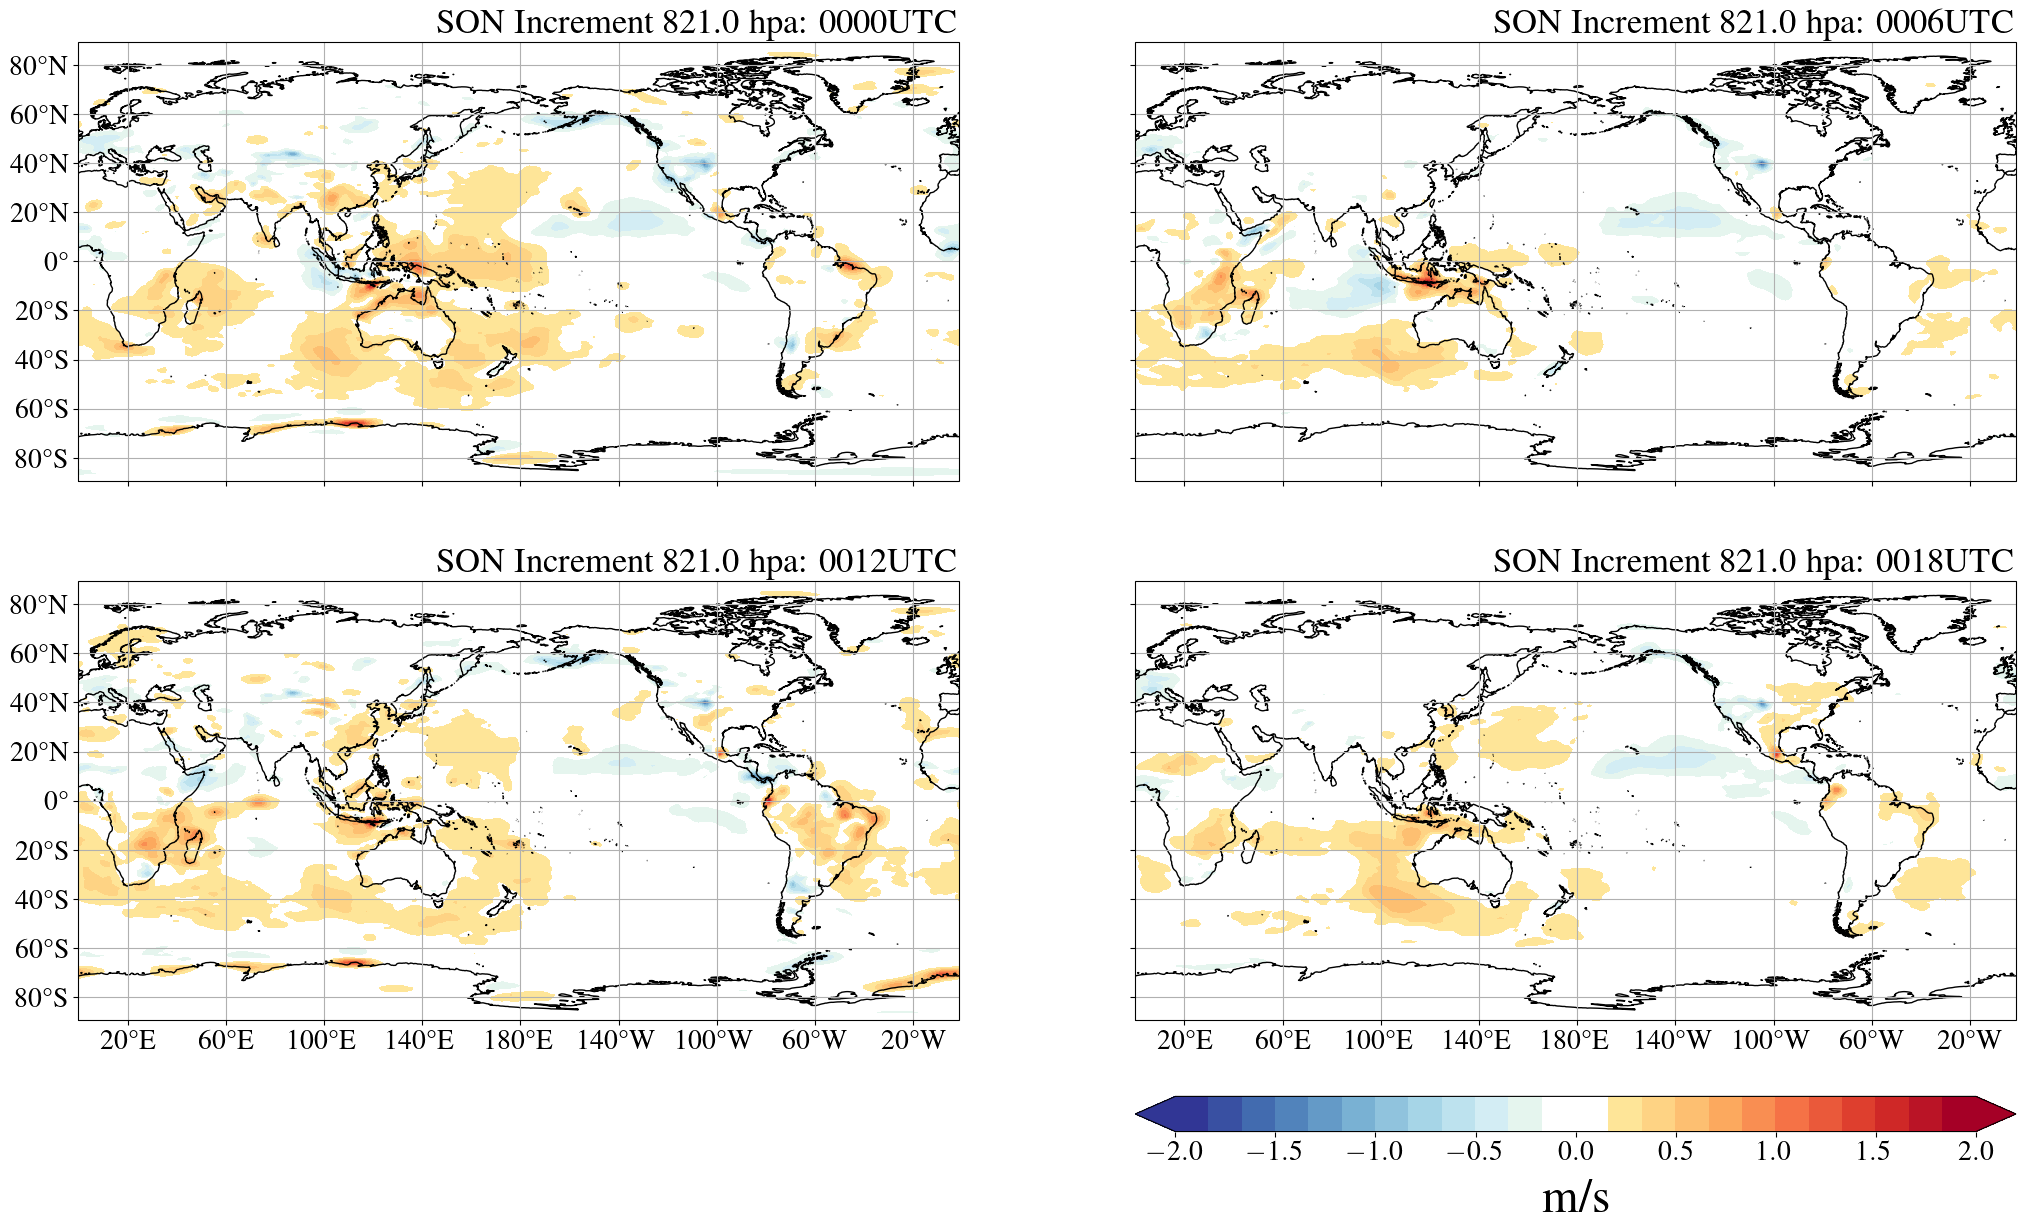 SON Increment 821.0 hpa: 0000UTC
SON Increment 821.0 hpa: 0006UTC
80°N
60°N
40°N
20°N
0°
20°S
40°S
60°S
80°S
SON Increment 821.0 hpa: 0012UTC
SON Increment 821.0 hpa: 0018UTC
80°N
60°N
40°N
20°N
0°
20°S
40°S
60°S
80°S
20°E 60°E 100°E 140°E 180°E 140°W 100°W 60°W 20°W
20°E 60°E 100°E 140°E 180°E 140°W 100°W 60°W 20°W
−2.0 −1.5 −1.0 −0.5 0.0 0.5 1.0 1.5 2.0
m/s